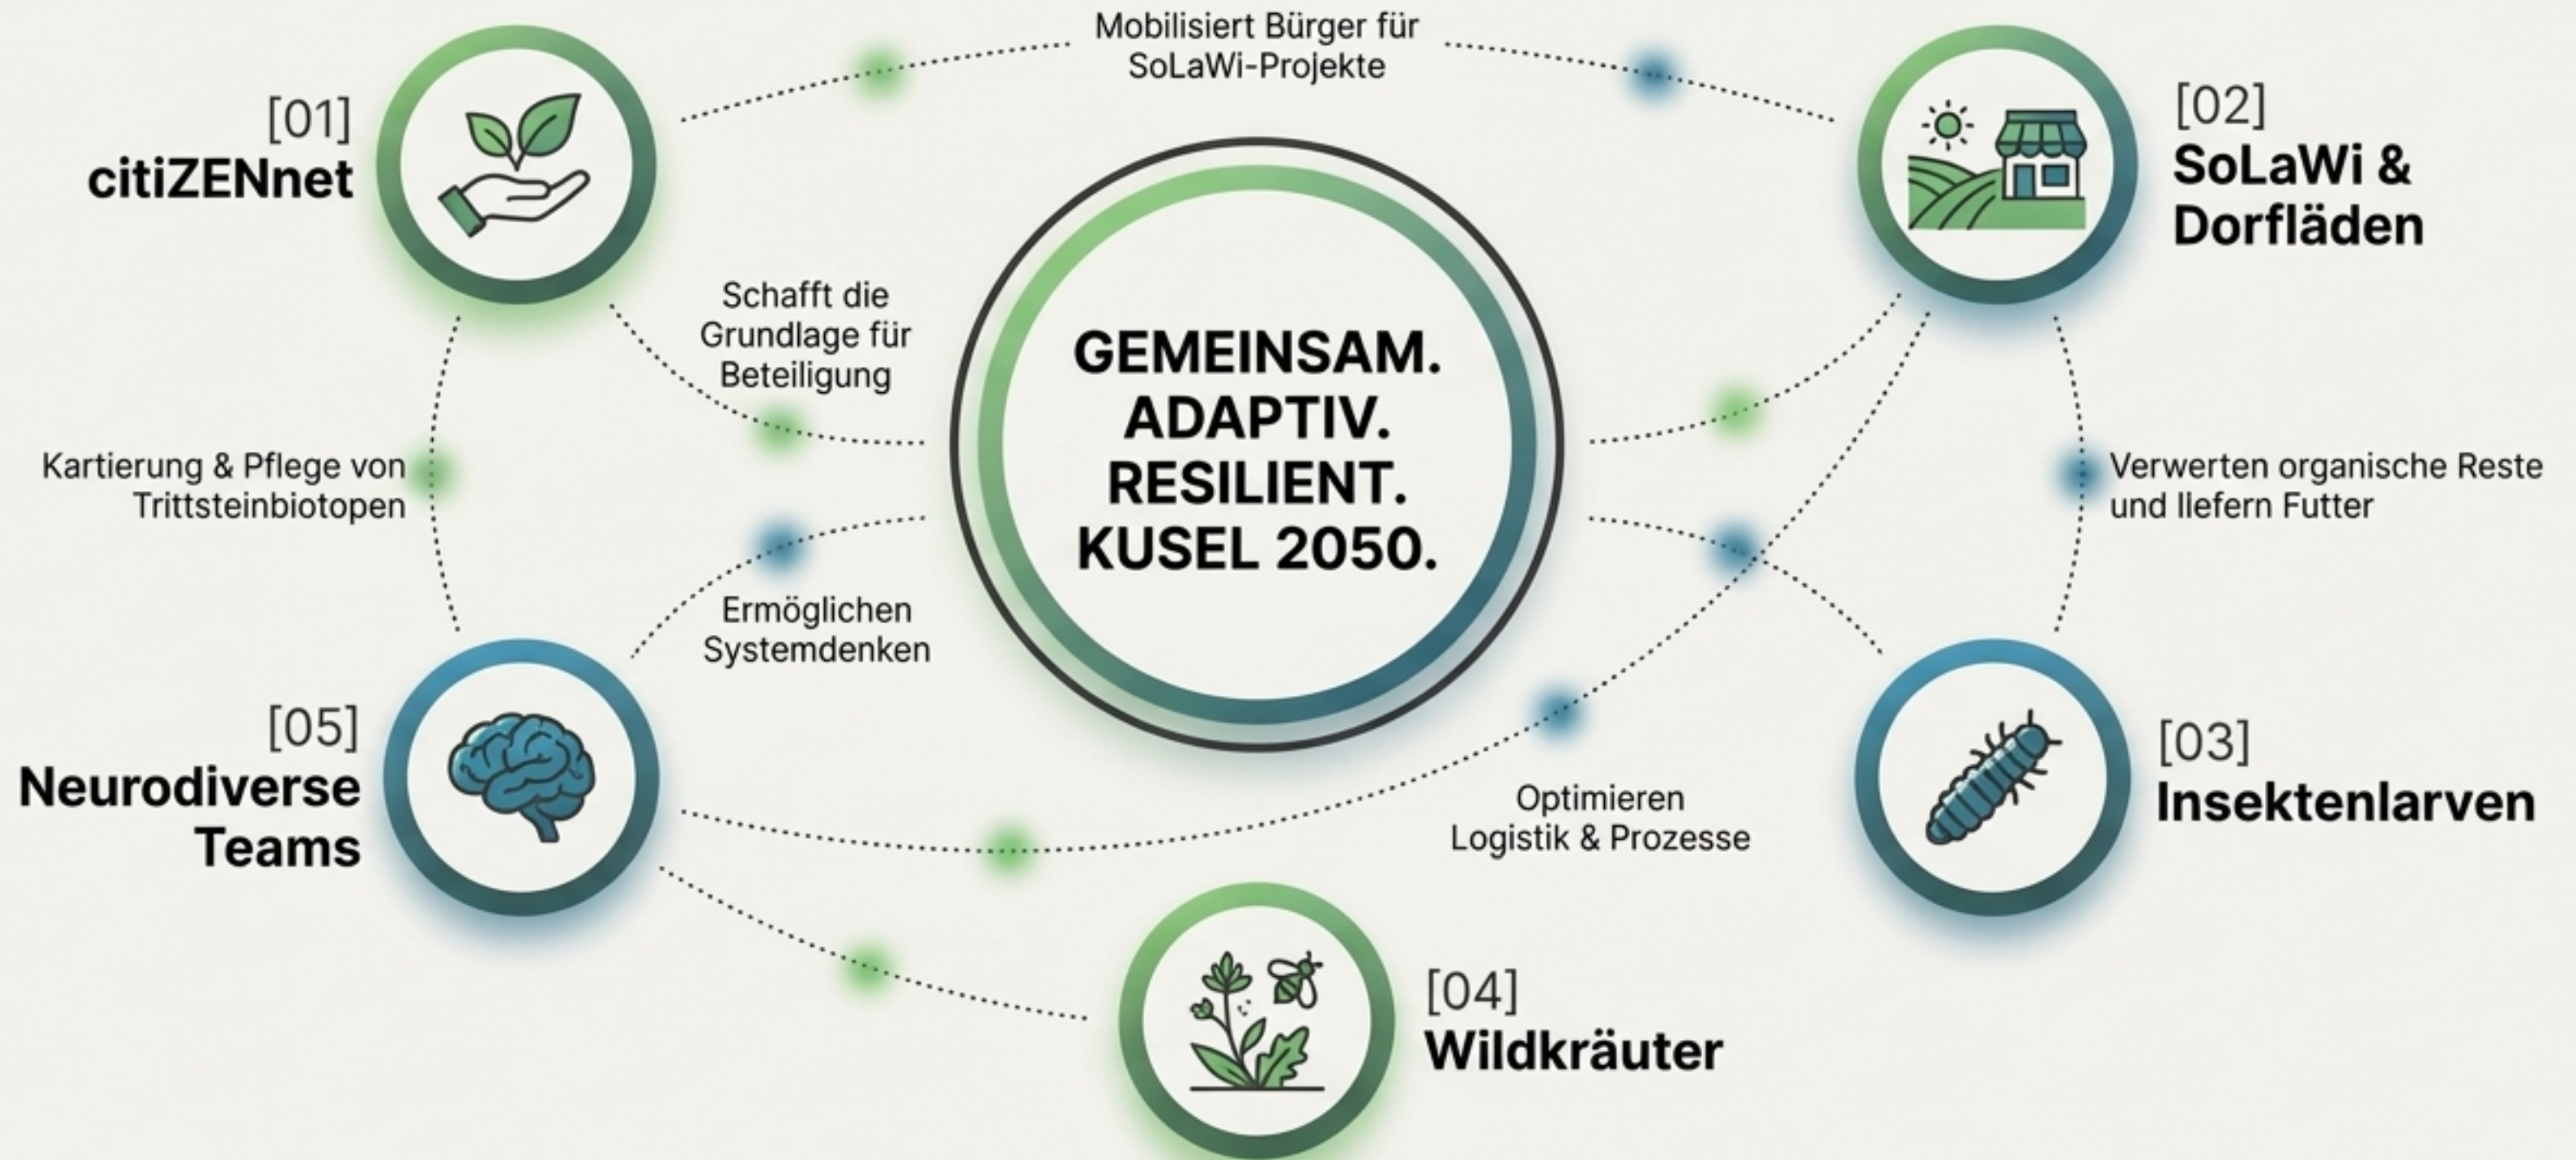 Mobilisiert Bürger für
SoLaWi-Projekte
[01]
citiZENnet
[02]
SoLaWi &
Dorfläden
Schafft die
Grundlage für
Beteiligung
GEMEINSAM.
ADAPTIV.
RESILIENT.
KUSEL 2050.
Kartierung & Pflege von
Trittsteinbiotopen
Verwerten organische Reste
und lIefern Futter
Ermöglichen
Systemdenken
[05]
Neurodiverse
Teams
[03]
Insektenlarven
Optimieren
Logistik & Prozesse
[04]
Wildkräuter